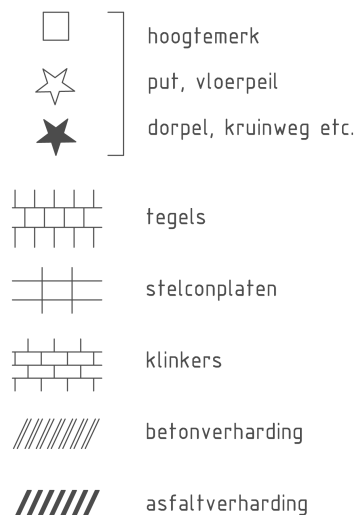 hoogtemerk
put, vloerpeil
dorpel, kruinweg etc.
tegels
stelconplaten
klinkers
betonverharding
asfaltverharding